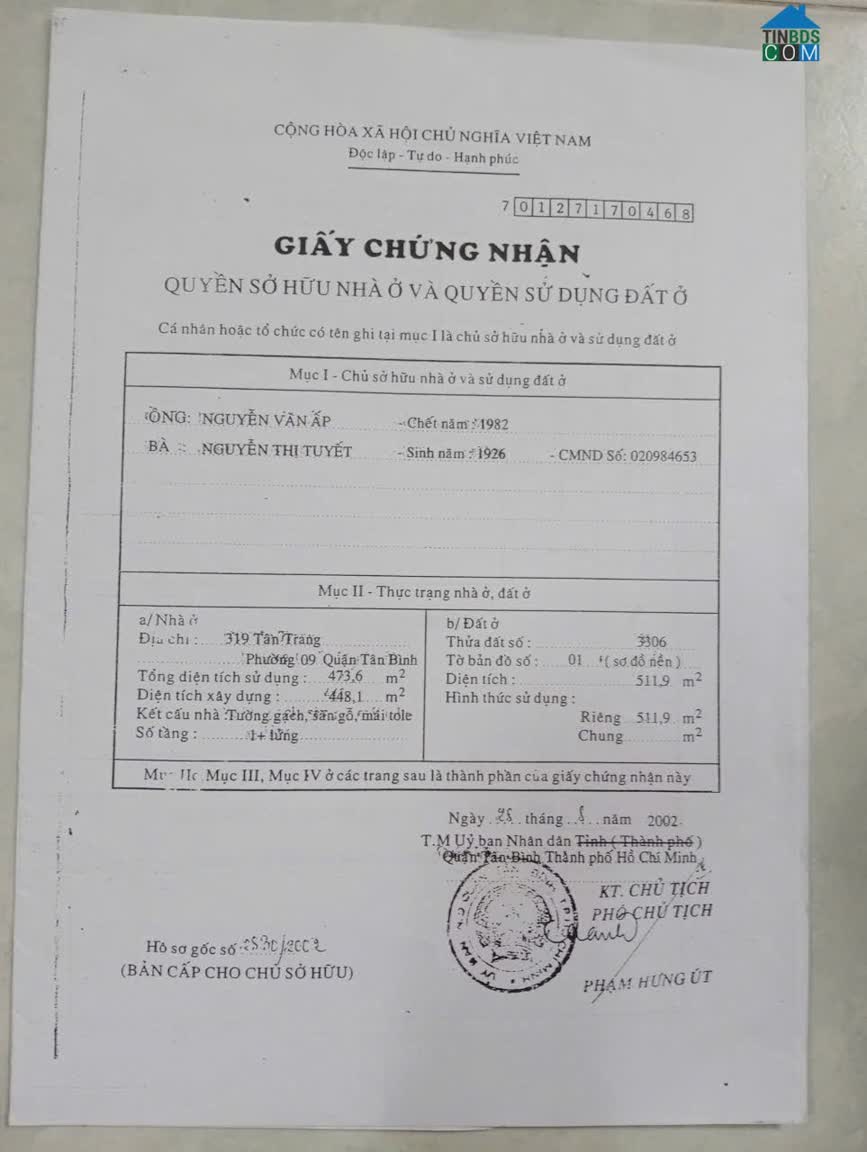 TINBDS
COM
CỘNG HÒA XÃ HỘI CHỦ NGHĨA VIỆT NAM
Độc lập - Tự do - Hạnh phúc
7 0 1 2 7 1 7 0 4 6 8
GIẤY CHỨNG NHẬN
QUYỀN SỞ HỮU NHÀ Ở VÀ QUYỀN SỬ DỤNG ĐẤT Ở
Cá nhân hoặc tổ chức có tên ghi tại mục I là chủ sở hữu nhà ở và sử dụng đất ở
Mục I - Chủ sở hữu nhà ở và sử dụng đất ở
ÔNG: NGUYỄN VĂN ẤP - Chết năm : 1982
BÀ : NGUYỄN THỊ TUYẾT - Sinh năm : 1926 - CMND Số: 020984653
Mục II - Thực trạng nhà ở, đất ở
a/ Nhà ở
Địa chỉ : 319 Tân Trang
Phường 09 Quận Tân Bình
Tổng diện tích sử dụng : 473,6 m²
Diện tích xây dựng : 448,1 m²
Kết cấu nhà : Tường gạch, sàn gỗ, mái tole
Số tầng : 1+ lửng
b/ Đất ở
Thửa đất số : 3306
Tờ bản đồ số : 01 ( sơ đồ nền )
Diện tích : 511,9 m²
Hình thức sử dụng :
Riêng 511,9 m²
Chung m²
Mục III, Mục IV ở các trang sau là thành phần của giấy chứng nhận này
Ngày tháng năm 2002
T.M Uỷ ban Nhân dân Tỉnh ( Thành phố )
Quận Tân Bình Thành phố Hồ Chí Minh
KT. CHỦ TỊCH
PHÓ CHỦ TỊCH
PHẠM HƯNG ÚT
Hồ sơ gốc số /2002
(BẢN CẤP CHO CHỦ SỞ HỮU)